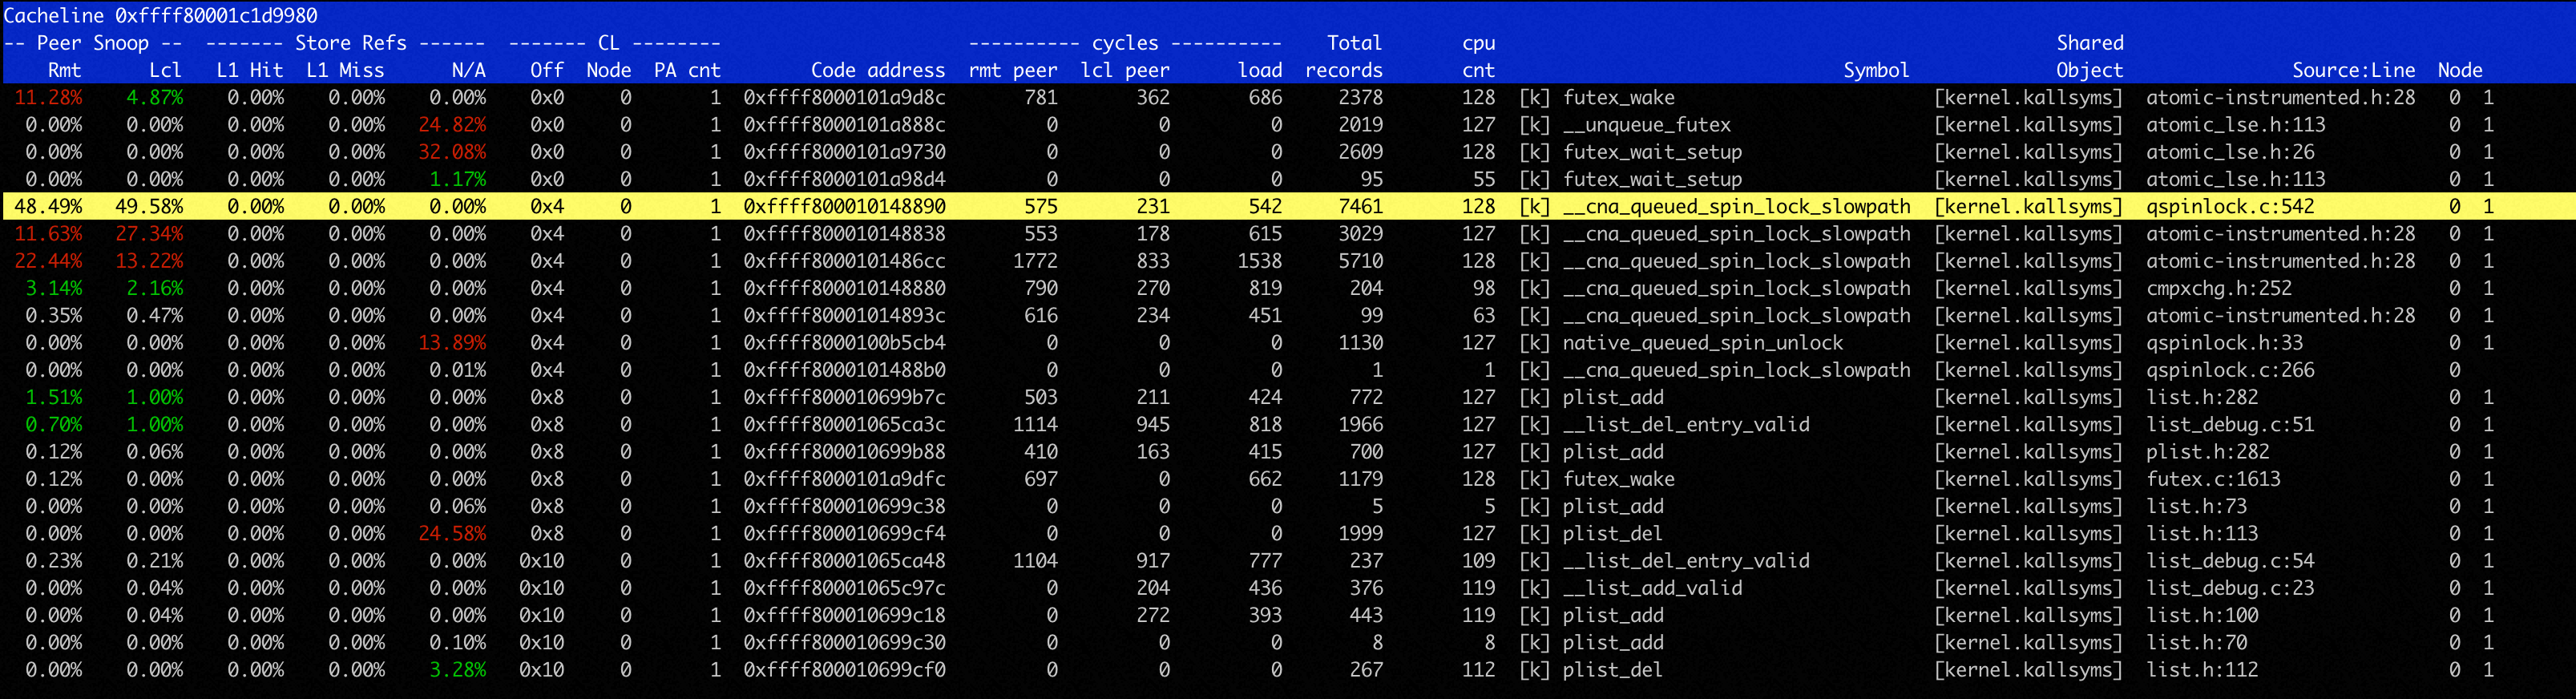 Cacheline 0xffff80001c1d9980
-- Peer Snoop -- ------- Store Refs ------ ------- CL -------- ---------- cycles ---------- Total cpu Shared
Rmt Lcl L1 Hit L1 Miss N/A Off Node PA cnt Code address rmt peer lcl peer load records cnt Symbol Object Source:Line Node
11.28% 4.87% 0.00% 0.00% 0.00% 0x0 0 1 0xffff8000101a9d8c 781 362 686 2378 128 [k] futex_wake [kernel.kallsyms] atomic-instrumented.h:28 0 1
0.00% 0.00% 0.00% 0.00% 24.82% 0x0 0 1 0xffff8000101a888c 0 0 0 2019 127 [k] __unqueue_futex [kernel.kallsyms] atomic_lse.h:113 0 1
0.00% 0.00% 0.00% 0.00% 32.08% 0x0 0 1 0xffff8000101a9730 0 0 0 2609 128 [k] futex_wait_setup [kernel.kallsyms] atomic_lse.h:26 0 1
0.00% 0.00% 0.00% 0.00% 1.17% 0x0 0 1 0xffff8000101a98d4 0 0 0 95 55 [k] futex_wait_setup [kernel.kallsyms] atomic_lse.h:113 0 1
48.49% 49.58% 0.00% 0.00% 0.00% 0x4 0 1 0xffff800010148890 575 231 542 7461 128 [k] __cna_queued_spin_lock_slowpath [kernel.kallsyms] qspinlock.c:542 0 1
11.63% 27.34% 0.00% 0.00% 0.00% 0x4 0 1 0xffff800010148838 553 178 615 3029 127 [k] __cna_queued_spin_lock_slowpath [kernel.kallsyms] atomic-instrumented.h:28 0 1
22.44% 13.22% 0.00% 0.00% 0.00% 0x4 0 1 0xffff8000101486cc 1772 833 1538 5710 128 [k] __cna_queued_spin_lock_slowpath [kernel.kallsyms] atomic-instrumented.h:28 0 1
3.14% 2.16% 0.00% 0.00% 0.00% 0x4 0 1 0xffff800010148880 790 270 819 204 98 [k] __cna_queued_spin_lock_slowpath [kernel.kallsyms] cmpxchg.h:252 0 1
0.35% 0.47% 0.00% 0.00% 0.00% 0x4 0 1 0xffff80001014893c 616 234 451 99 63 [k] __cna_queued_spin_lock_slowpath [kernel.kallsyms] atomic-instrumented.h:28 0 1
0.00% 0.00% 0.00% 0.00% 13.89% 0x4 0 1 0xffff8000100b5cb4 0 0 0 1130 127 [k] native_queued_spin_unlock [kernel.kallsyms] qspinlock.h:33 0 1
0.00% 0.00% 0.00% 0.00% 0.01% 0x4 0 1 0xffff8000101488b0 0 0 0 1 1 [k] __cna_queued_spin_lock_slowpath [kernel.kallsyms] qspinlock.c:266 0
1.51% 1.00% 0.00% 0.00% 0.00% 0x8 0 1 0xffff800010699b7c 503 211 424 772 127 [k] plist_add [kernel.kallsyms] list.h:282 0 1
0.70% 1.00% 0.00% 0.00% 0.00% 0x8 0 1 0xffff80001065ca3c 1114 945 818 1966 127 [k] __list_del_entry_valid [kernel.kallsyms] list_debug.c:51 0 1
0.12% 0.06% 0.00% 0.00% 0.00% 0x8 0 1 0xffff800010699b88 410 163 415 700 127 [k] plist_add [kernel.kallsyms] plist.h:282 0 1
0.12% 0.00% 0.00% 0.00% 0.00% 0x8 0 1 0xffff8000101a9dfc 697 0 662 1179 128 [k] futex_wake [kernel.kallsyms] futex.c:1613 0 1
0.00% 0.00% 0.00% 0.00% 0.06% 0x8 0 1 0xffff800010699c38 0 0 0 5 5 [k] plist_add [kernel.kallsyms] list.h:73 0 1
0.00% 0.00% 0.00% 0.00% 24.58% 0x8 0 1 0xffff800010699cf4 0 0 0 1999 127 [k] plist_del [kernel.kallsyms] list.h:113 0 1
0.23% 0.21% 0.00% 0.00% 0.00% 0x10 0 1 0xffff80001065ca48 1104 917 777 237 109 [k] __list_del_entry_valid [kernel.kallsyms] list_debug.c:54 0 1
0.00% 0.04% 0.00% 0.00% 0.00% 0x10 0 1 0xffff80001065c97c 0 204 436 376 119 [k] __list_add_valid [kernel.kallsyms] list_debug.c:23 0 1
0.00% 0.04% 0.00% 0.00% 0.00% 0x10 0 1 0xffff800010699c18 0 272 393 443 119 [k] plist_add [kernel.kallsyms] list.h:100 0 1
0.00% 0.00% 0.00% 0.00% 0.10% 0x10 0 1 0xffff800010699c30 0 0 0 8 8 [k] plist_add [kernel.kallsyms] list.h:70 0 1
0.00% 0.00% 0.00% 0.00% 3.28% 0x10 0 1 0xffff800010699cf0 0 0 0 267 112 [k] plist_del [kernel.kallsyms] list.h:112 0 1